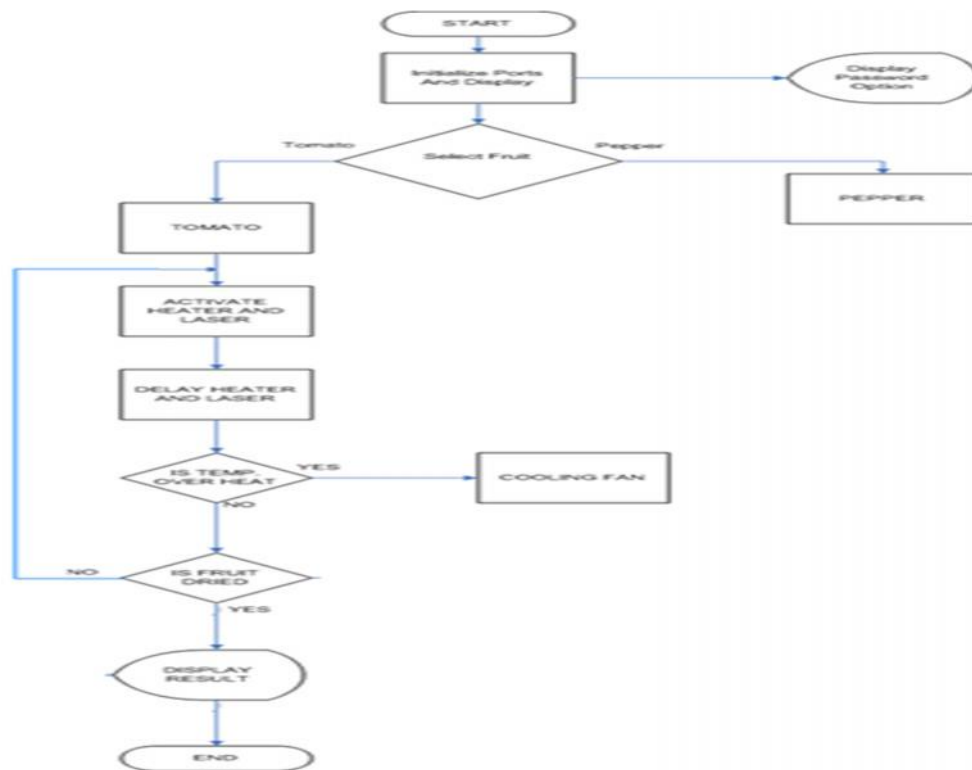 START
Initialize Ports
And Display
Display
Password
Option
Tomato
Select Fruit
Pepper
TOMATO
PEPPER
ACTIVATE
HEATER AND
LASER
DELAY HEATER
AND LASER
IS TEMP.
OVER HEAT
YES
COOLING FAN
NO
NO
IS FRUIT
DRIED
YES
DISPLAY
RESULT
END